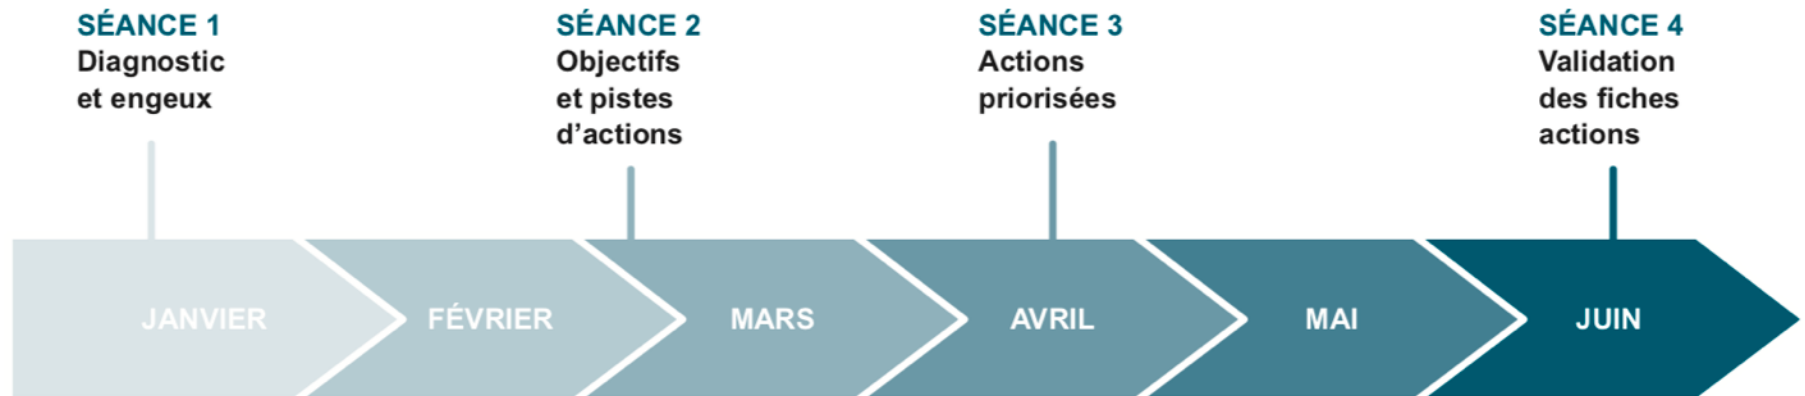 SÉANCE 1
Diagnostic
et engeux
SÉANCE 2
Objectifs
et pistes
d’actions
SÉANCE 3
Actions
priorisées
SÉANCE 4
Validation
des fiches
actions
JANVIER
FÉVRIER
MARS
AVRIL
MAI
JUIN